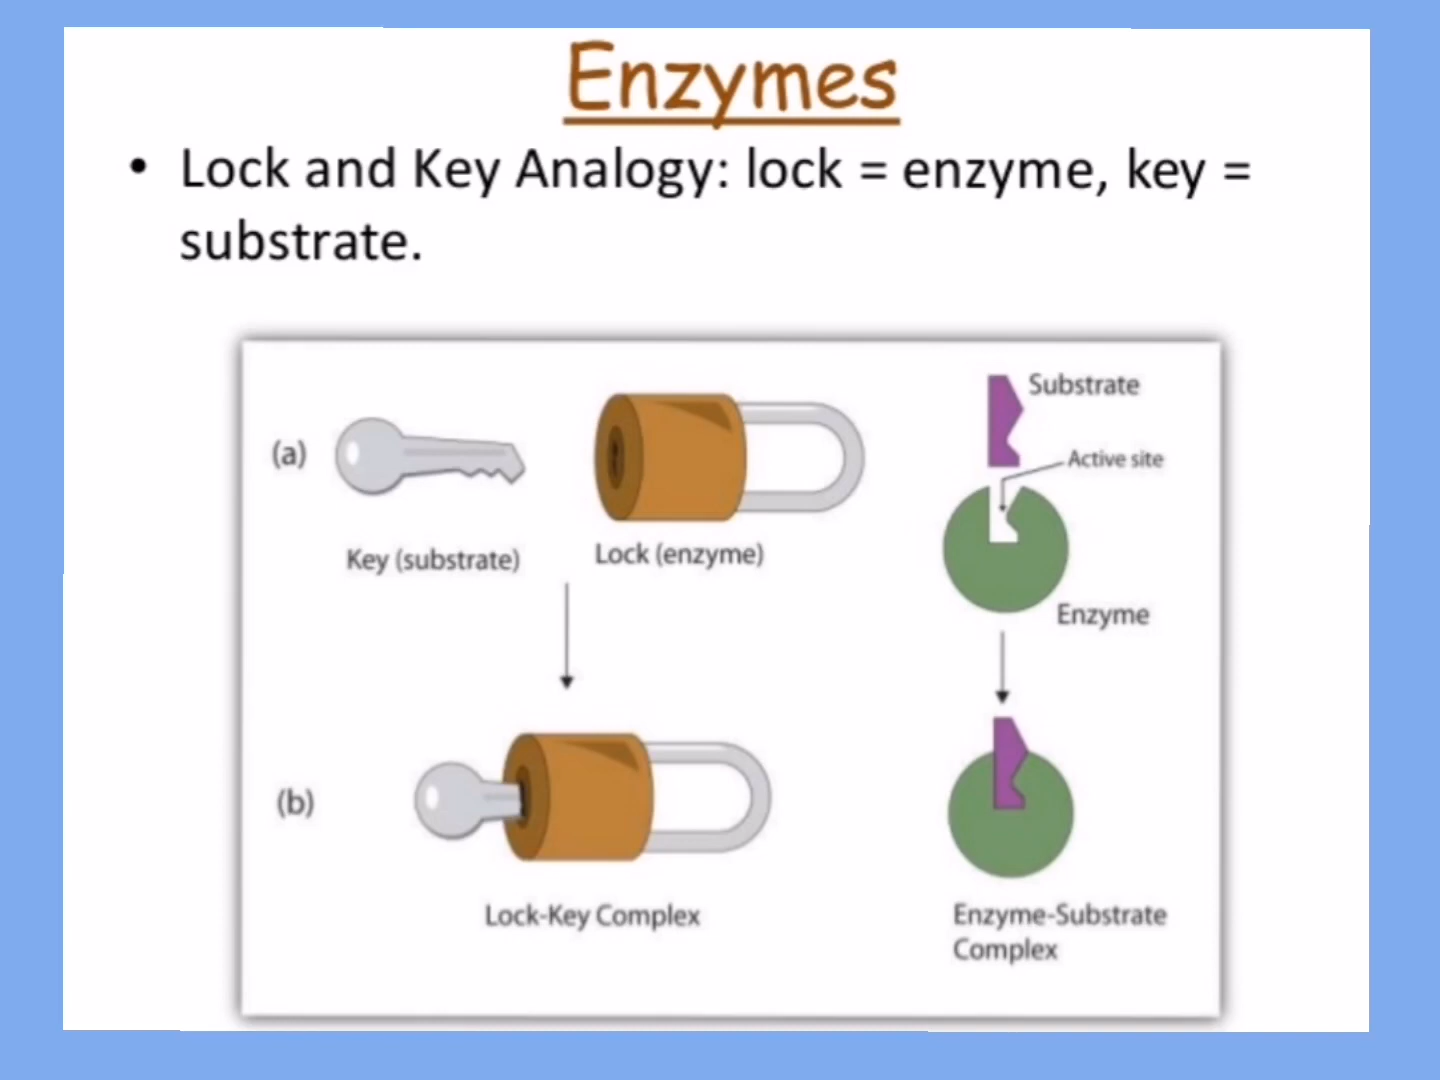 Enzymes
• Lock and Key Analogy: lock = enzyme, key =
substrate.
Substrate
(a)
Active site
Key (substrate)
Lock (enzyme)
Enzyme
(b)
Lock-Key Complex
Enzyme-Substrate
Complex